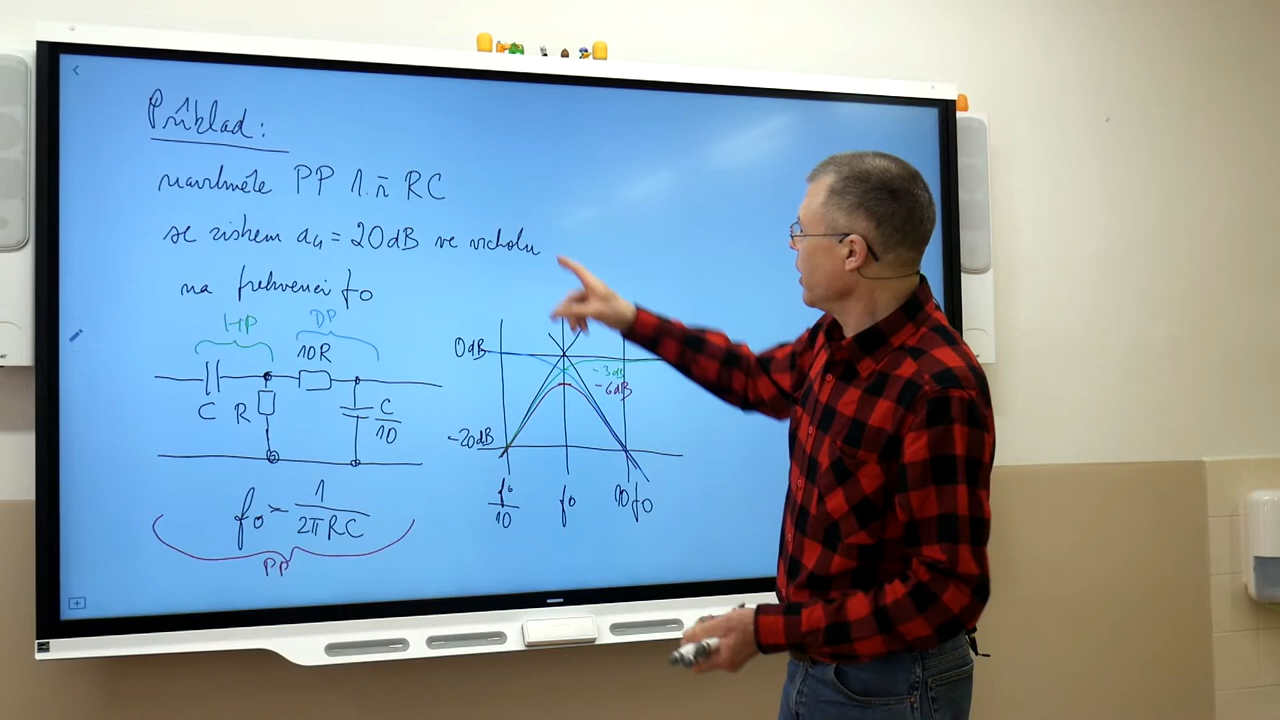 Příklad:
navrhněte PP 1. ř RC
se ziskem au = 20dB ve vrcholu
na frekvenci f0
HP
DP
10R
C
R
C/10
f0 = 1/2πRC
PP
0dB
-3dB
-6dB
-20dB
f0/10
f0
10f0